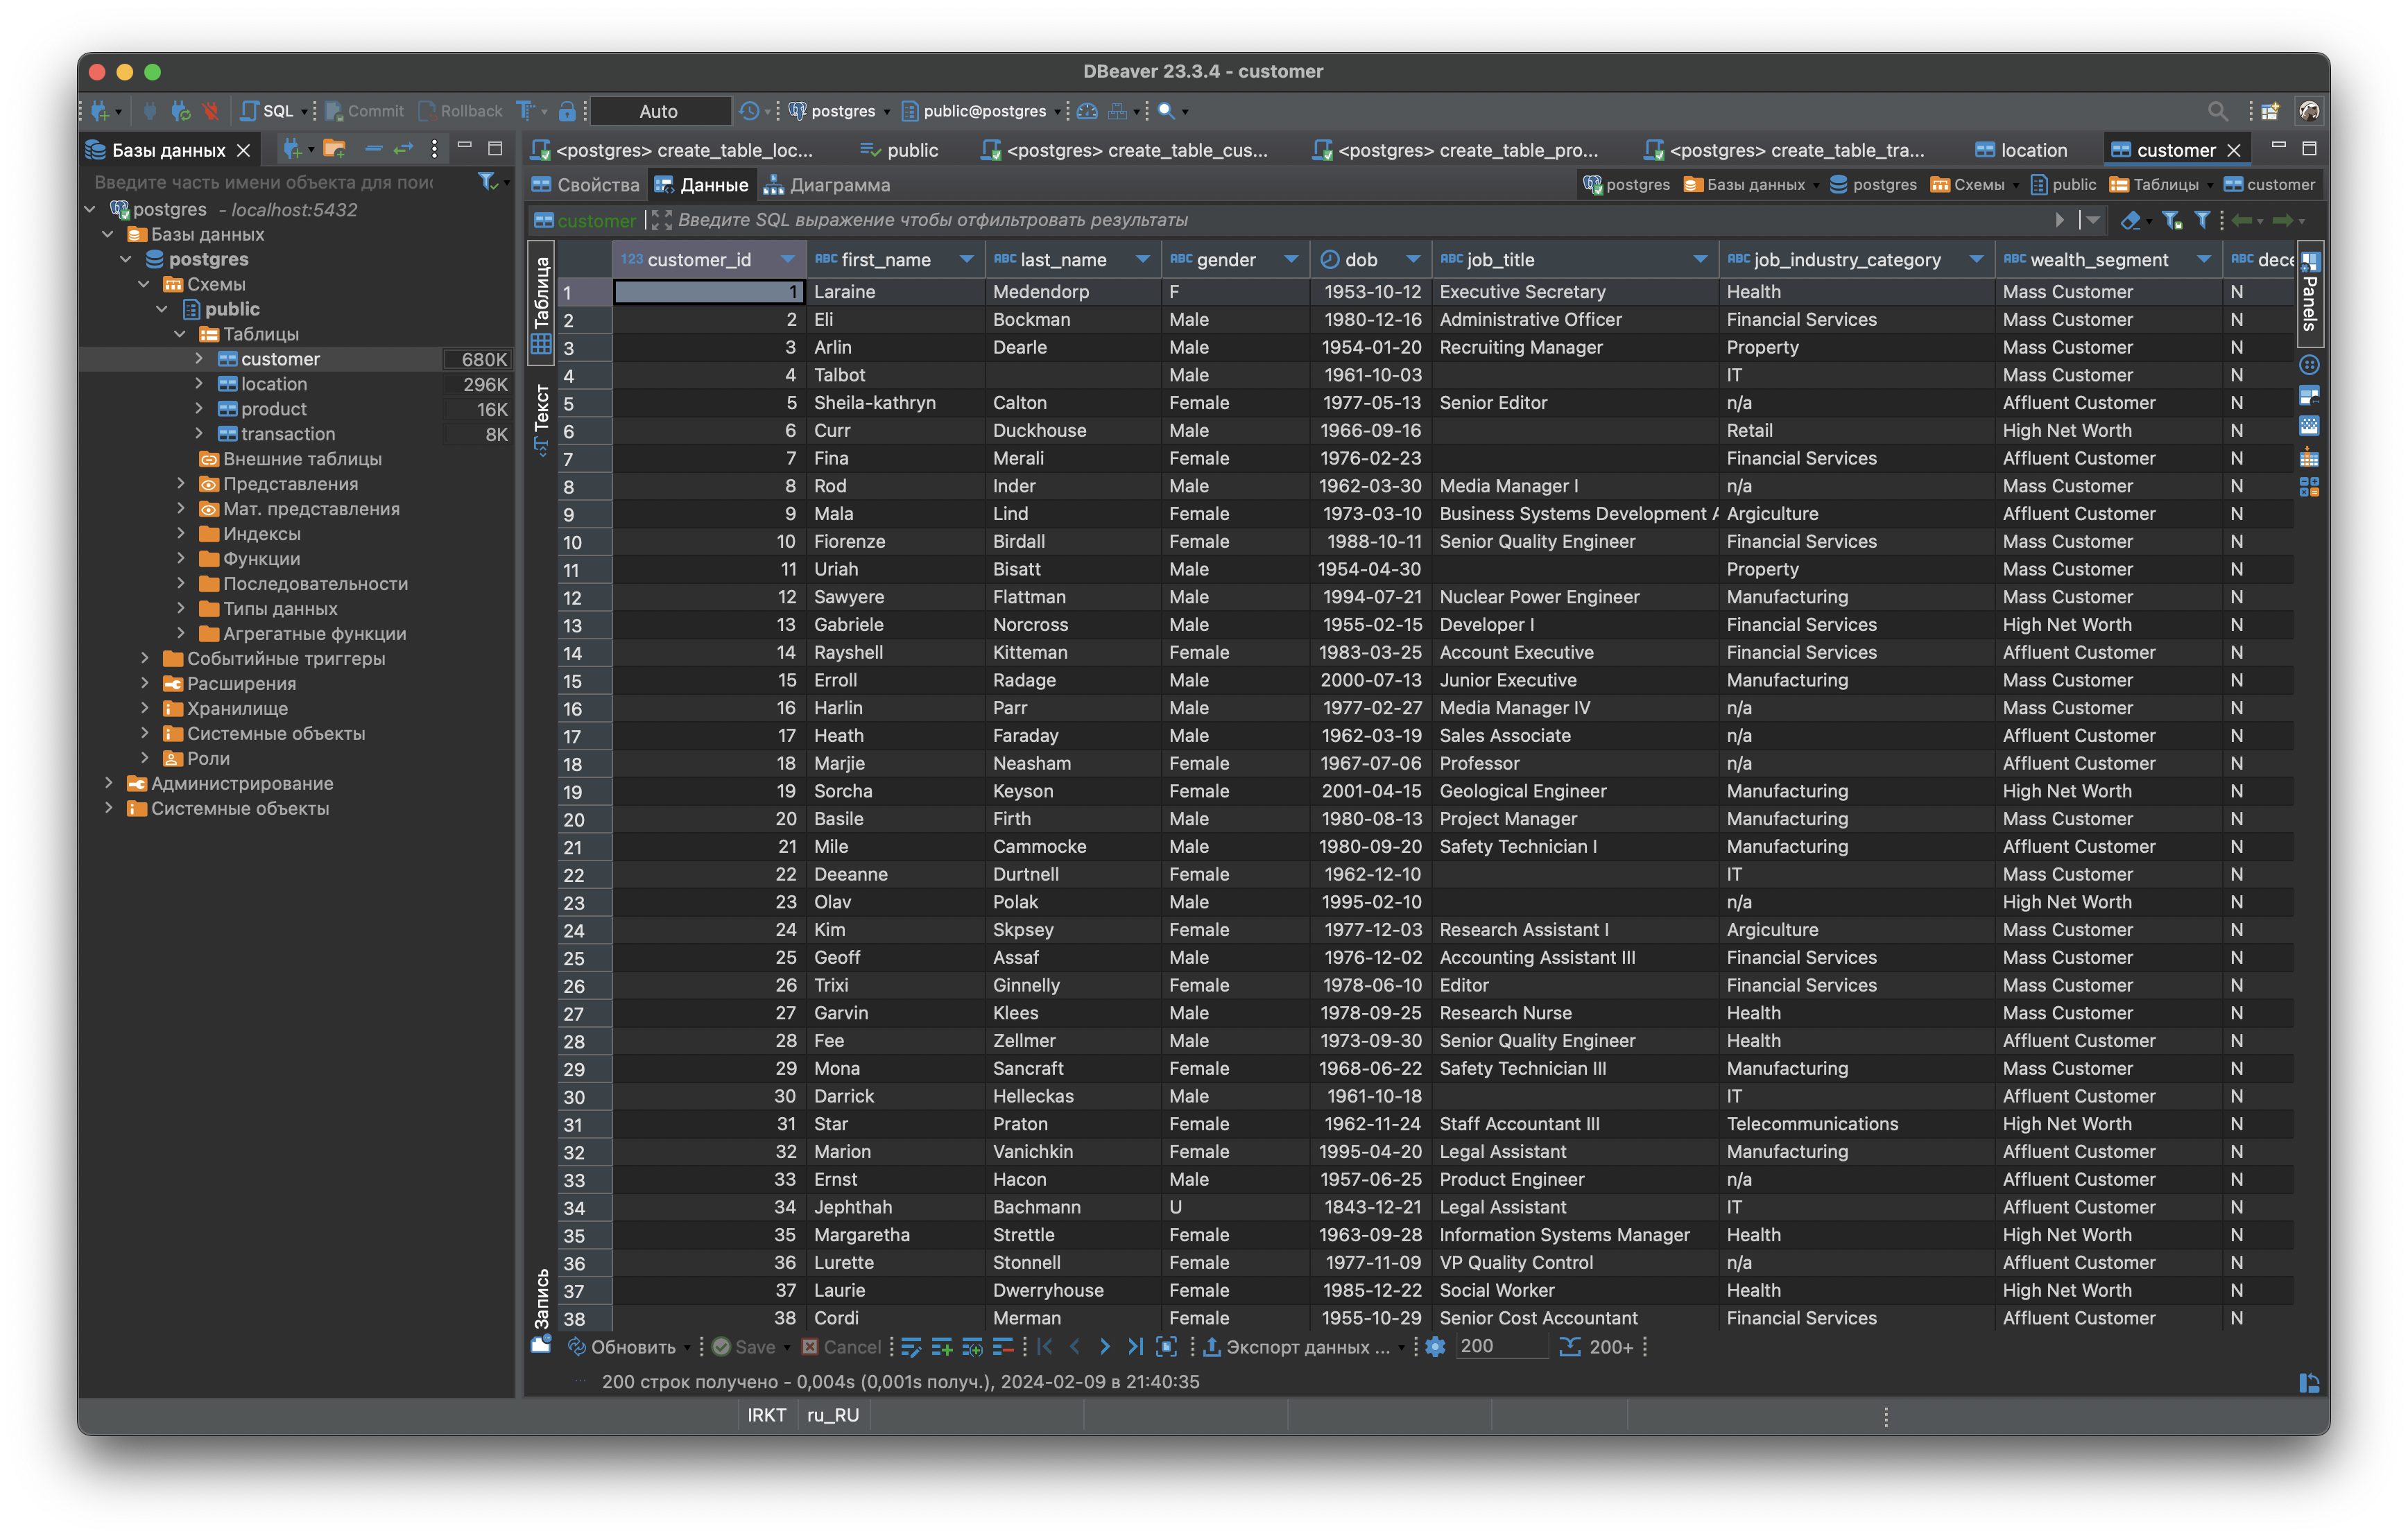 DBeaver 23.3.4 - customer
SQL Commit Rollback Auto postgres public@postgres
Базы данных
<postgres> create_table_loc... public <postgres> create_table_cus... <postgres> create_table_pro... <postgres> create_table_tra... location customer
Введите часть имени объекта для поис
Свойства Данные Диаграмма postgres Базы данных postgres Схемы public Таблицы customer
customer Введите SQL выражение чтобы отфильтровать результаты
postgres - localhost:5432
Базы данных
postgres
Схемы
public
Таблицы
customer 680K
location 296K
product 16K
transaction 8K
Внешние таблицы
Представления
Мат. представления
Индексы
Функции
Последовательности
Типы данных
Агрегатные функции
Событийные триггеры
Расширения
Хранилище
Системные объекты
Роли
Администрирование
Системные объекты
Таблица
Текст
Запись
Panels
123 customer_id ABC first_name ABC last_name ABC gender dob ABC job_title ABC job_industry_category ABC wealth_segment ABC dece
1 1 Laraine Medendorp F 1953-10-12 Executive Secretary Health Mass Customer N
2 2 Eli Bockman Male 1980-12-16 Administrative Officer Financial Services Mass Customer N
3 3 Arlin Dearle Male 1954-01-20 Recruiting Manager Property Mass Customer N
4 4 Talbot Male 1961-10-03 IT Mass Customer N
5 5 Sheila-kathryn Calton Female 1977-05-13 Senior Editor n/a Affluent Customer N
6 6 Curr Duckhouse Male 1966-09-16 Retail High Net Worth N
7 7 Fina Merali Female 1976-02-23 Financial Services Affluent Customer N
8 8 Rod Inder Male 1962-03-30 Media Manager I n/a Mass Customer N
9 9 Mala Lind Female 1973-03-10 Business Systems Development A Argiculture Affluent Customer N
10 10 Fiorenze Birdall Female 1988-10-11 Senior Quality Engineer Financial Services Mass Customer N
11 11 Uriah Bisatt Male 1954-04-30 Property Mass Customer N
12 12 Sawyere Flattman Male 1994-07-21 Nuclear Power Engineer Manufacturing Mass Customer N
13 13 Gabriele Norcross Male 1955-02-15 Developer I Financial Services High Net Worth N
14 14 Rayshell Kitteman Female 1983-03-25 Account Executive Financial Services Affluent Customer N
15 15 Erroll Radage Male 2000-07-13 Junior Executive Manufacturing Mass Customer N
16 16 Harlin Parr Male 1977-02-27 Media Manager IV n/a Mass Customer N
17 17 Heath Faraday Male 1962-03-19 Sales Associate n/a Affluent Customer N
18 18 Marjie Neasham Female 1967-07-06 Professor n/a Affluent Customer N
19 19 Sorcha Keyson Female 2001-04-15 Geological Engineer Manufacturing High Net Worth N
20 20 Basile Firth Male 1980-08-13 Project Manager Manufacturing Mass Customer N
21 21 Mile Cammocke Male 1980-09-20 Safety Technician I Manufacturing Affluent Customer N
22 22 Deeanne Durtnell Female 1962-12-10 IT Mass Customer N
23 23 Olav Polak Male 1995-02-10 n/a High Net Worth N
24 24 Kim Skpsey Female 1977-12-03 Research Assistant I Argiculture Mass Customer N
25 25 Geoff Assaf Male 1976-12-02 Accounting Assistant III Financial Services Mass Customer N
26 26 Trixi Ginnelly Female 1978-06-10 Editor Financial Services Mass Customer N
27 27 Garvin Klees Male 1978-09-25 Research Nurse Health Mass Customer N
28 28 Fee Zellmer Male 1973-09-30 Senior Quality Engineer Health Affluent Customer N
29 29 Mona Sancraft Female 1968-06-22 Safety Technician III Manufacturing Mass Customer N
30 30 Darrick Helleckas Male 1961-10-18 IT Affluent Customer N
31 31 Star Praton Female 1962-11-24 Staff Accountant III Telecommunications High Net Worth N
32 32 Marion Vanichkin Female 1995-04-20 Legal Assistant Manufacturing Affluent Customer N
33 33 Ernst Hacon Male 1957-06-25 Product Engineer n/a Affluent Customer N
34 34 Jephthah Bachmann U 1843-12-21 Legal Assistant IT Affluent Customer N
35 35 Margaretha Strettle Female 1963-09-28 Information Systems Manager Health High Net Worth N
36 36 Lurette Stonnell Female 1977-11-09 VP Quality Control n/a Affluent Customer N
37 37 Laurie Dwerryhouse Female 1985-12-22 Social Worker Health High Net Worth N
38 38 Cordi Merman Female 1955-10-29 Senior Cost Accountant Financial Services Affluent Customer N
Обновить Save Cancel Экспорт данных ... 200 200+
200 строк получено - 0,004s (0,001s получ.), 2024-02-09 в 21:40:35
IRKT ru_RU